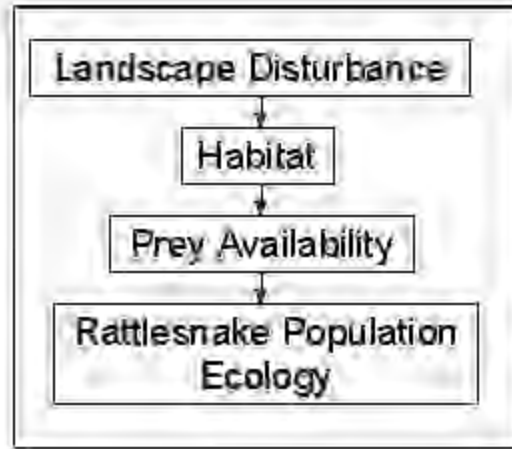 Landscape Disturbance
Habitat
Prey Availability
Rattlesnake Population
Ecology